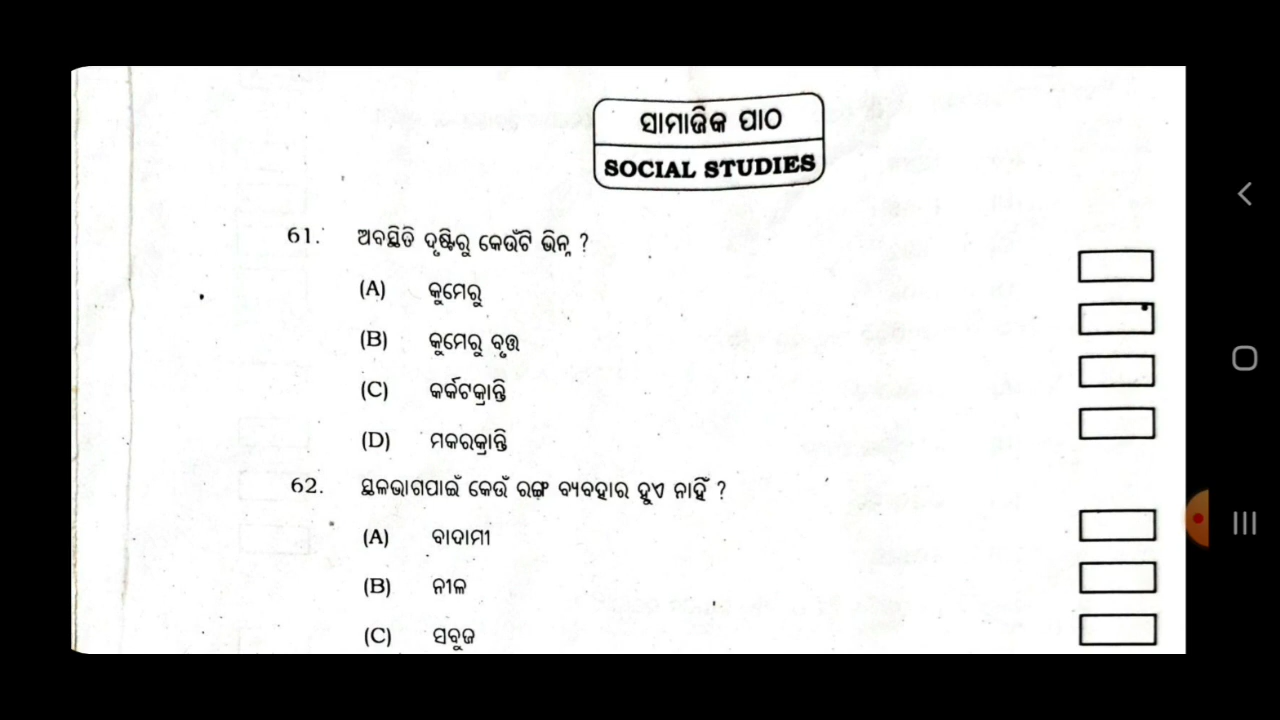 ସାମାଜିକ ପାଠ
SOCIAL STUDIES
61. ଅବସ୍ଥିତି ଦୃଷ୍ଟିରୁ କେଉଁଟି ଭିନ୍ନ ?
(A) କୁମେରୁ
(B) କୁମେରୁ ବୃତ୍ତ
(C) କର୍କଟକ୍ରାନ୍ତି
(D) ମକରକ୍ରାନ୍ତି
62. ସ୍ଥଳଭାଗପାଇଁ କେଉଁ ରଙ୍ଗ ବ୍ୟବହାର ହୁଏ ନାହିଁ ?
(A) ବାଦାମୀ
(B) ନୀଳ
(C) ସବୁଜ